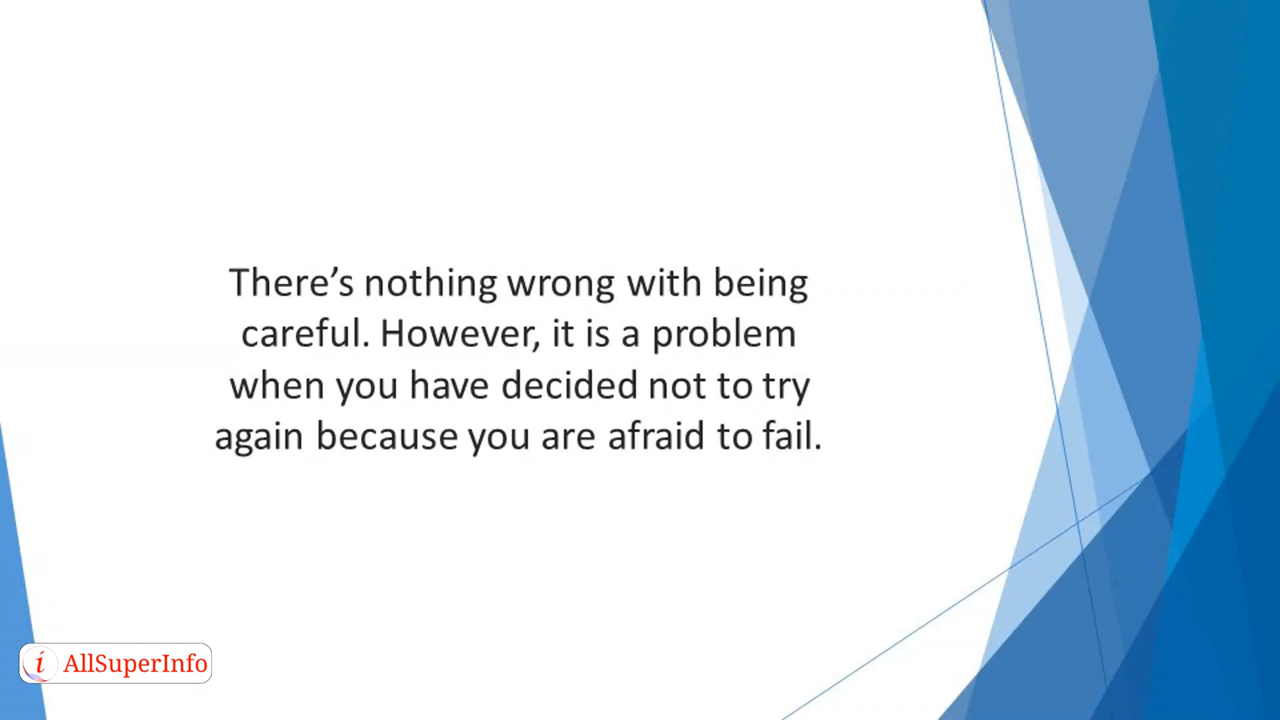 There’s nothing wrong with being
careful. However, it is a problem
when you have decided not to try
again because you are afraid to fail.
i AllSuperInfo